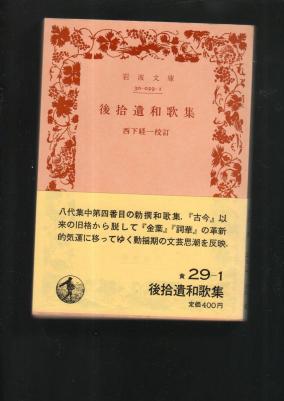 岩波文庫
30-029-1
後拾遺和歌集
西下経一校訂
八代集中第四番目の勅撰和歌集.『古今』以
来の旧格から脱して『金葉』『詞華』の革新
的気運に移ってゆく動揺期の文芸思潮を反映.
黄 29-1
後拾遺和歌集
定価400円